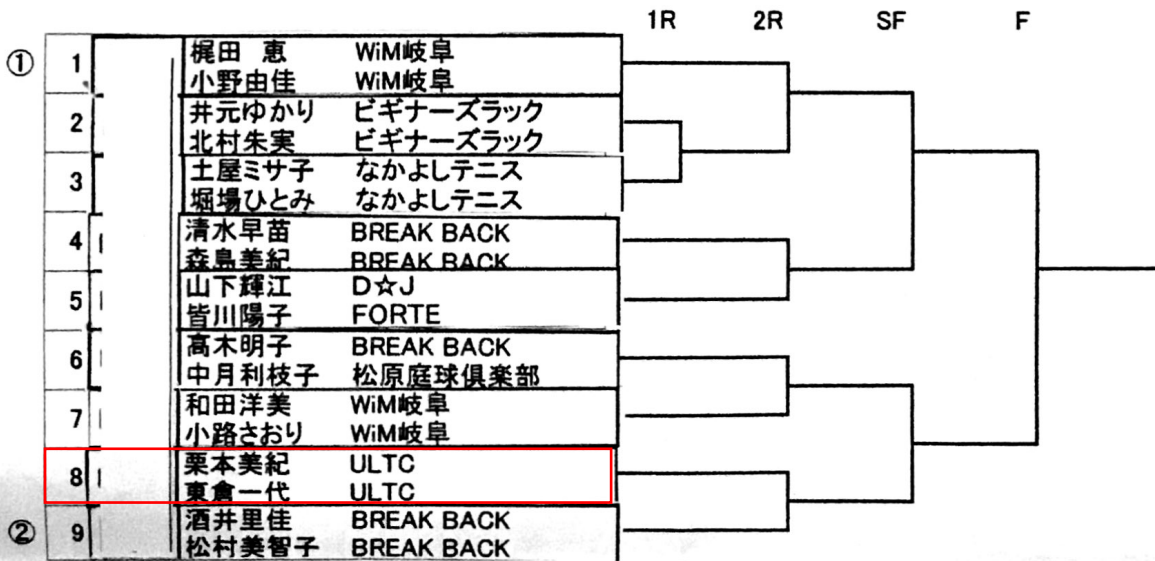 1R 2R SF F
① 1 梶田 恵 WiM岐阜
小野由佳 WiM岐阜
2 井元ゆかり ビギナーズラック
北村朱実 ビギナーズラック
3 土屋ミサ子 なかよしテニス
堀場ひとみ なかよしテニス
4 清水早苗 BREAK BACK
森島美紀 BREAK BACK
5 山下輝江 D☆J
皆川陽子 FORTE
6 高木明子 BREAK BACK
中月利枝子 松原庭球倶楽部
7 和田洋美 WiM岐阜
小路さおり WiM岐阜
8 栗本美紀 ULTC
東倉一代 ULTC
② 9 酒井里佳 BREAK BACK
松村美智子 BREAK BACK